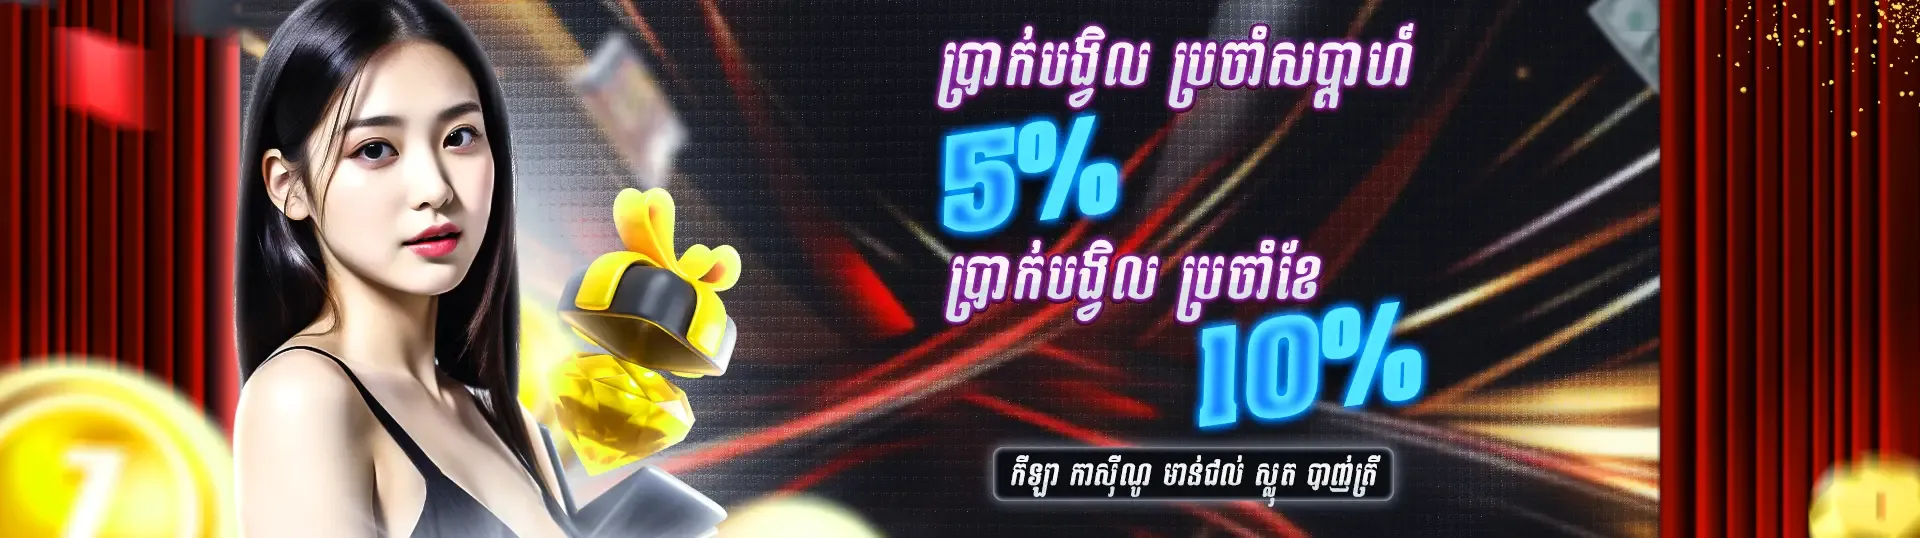 ប្រាក់បង្វិល ប្រចាំសប្តាហ៍
5%
ប្រាក់បង្វិល ប្រចាំខែ
10%
កីឡា កាស៊ីណូ មាន់ជល់ ស្លុត បាញ់ត្រី